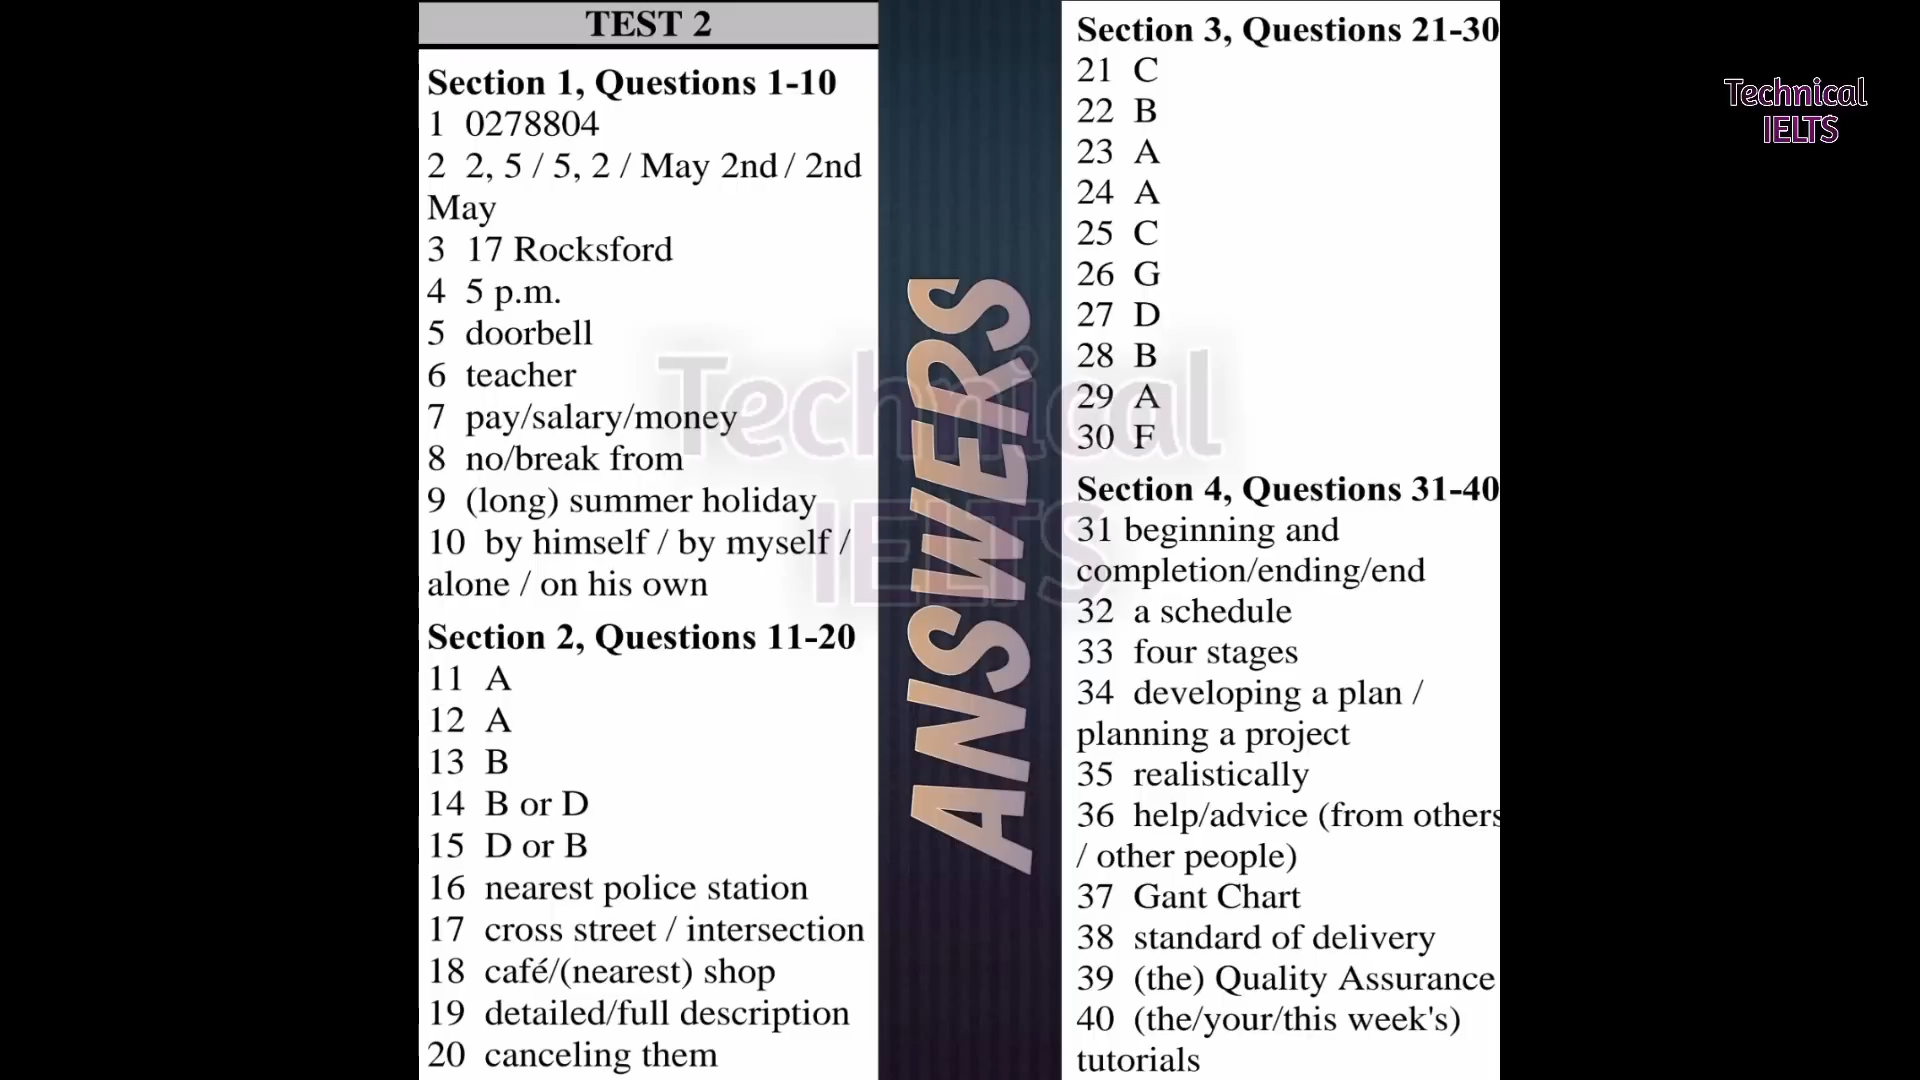 TEST 2
Section 1, Questions 1-10
1 0278804
2 2, 5 / 5, 2 / May 2nd / 2nd
May
3 17 Rocksford
4 5 p.m.
5 doorbell
6 teacher
7 pay/salary/money
8 no/break from
9 (long) summer holiday
10 by himself / by myself /
alone / on his own
Section 2, Questions 11-20
11 A
12 A
13 B
14 B or D
15 D or B
16 nearest police station
17 cross street / intersection
18 café/(nearest) shop
19 detailed/full description
20 canceling them
ANSWERS
Section 3, Questions 21-30
21 C
22 B
23 A
24 A
25 C
26 G
27 D
28 B
29 A
30 F
Section 4, Questions 31-40
31 beginning and
completion/ending/end
32 a schedule
33 four stages
34 developing a plan /
planning a project
35 realistically
36 help/advice (from others
/ other people)
37 Gant Chart
38 standard of delivery
39 (the) Quality Assurance
40 (the/your/this week's)
tutorials
Technical
IELTS
Technical
IELTS